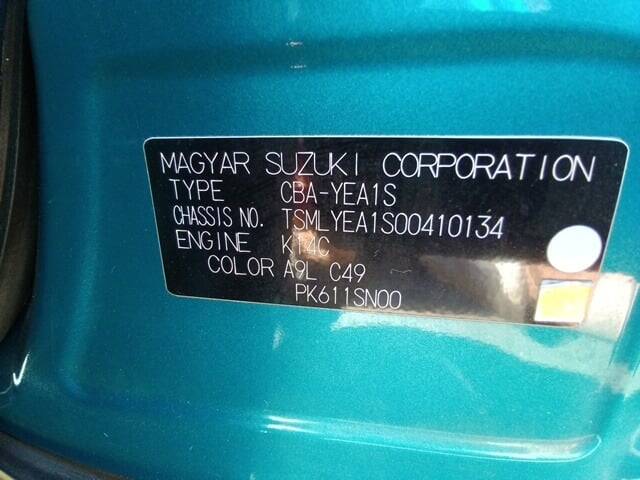 MAGYAR SUZUKI CORPORATION
TYPE CBA-YEA1S
CHASSIS NO. TSMLYEA1S00410134
ENGINE K14C
COLOR A9L C49
PK611SN00